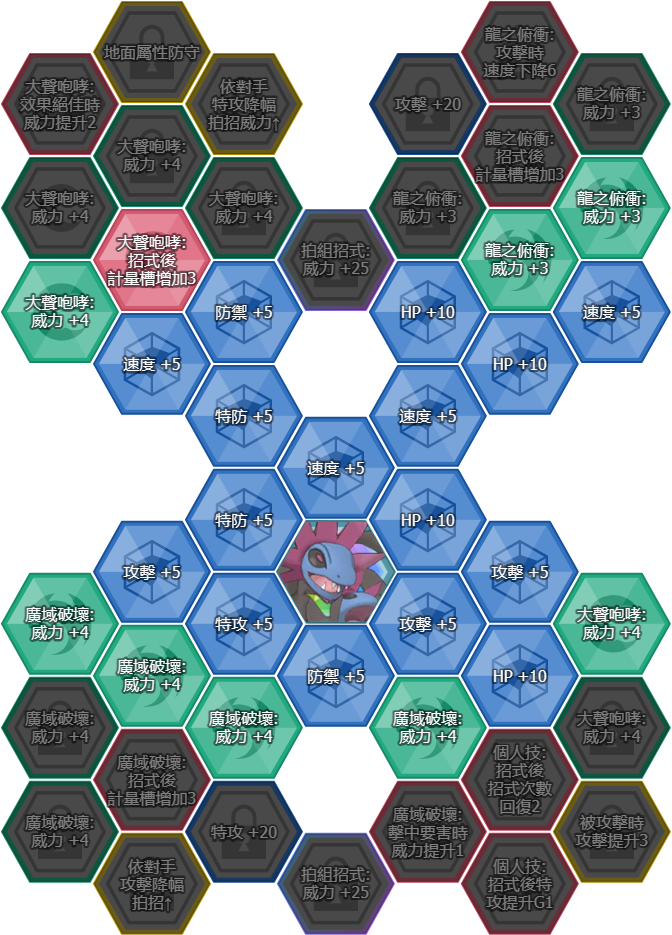 地面屬性防守
龍之俯衝:
攻擊時
速度下降6
大聲咆哮:
效果絕佳時
威力提升2
依對手
特攻降幅
拍招威力↑
攻擊 +20
龍之俯衝:
威力 +3
大聲咆哮:
威力 +4
龍之俯衝:
招式後
計量槽增加3
大聲咆哮:
威力 +4
大聲咆哮:
威力 +4
龍之俯衝:
威力 +3
龍之俯衝:
威力 +3
大聲咆哮:
招式後
計量槽增加3
拍組招式:
威力 +25
龍之俯衝:
威力 +3
大聲咆哮:
威力 +4
防禦 +5
HP +10
速度 +5
速度 +5
HP +10
特防 +5
速度 +5
速度 +5
特防 +5
HP +10
攻擊 +5
攻擊 +5
廣域破壞:
威力 +4
特攻 +5
攻擊 +5
大聲咆哮:
威力 +4
廣域破壞:
威力 +4
防禦 +5
HP +10
廣域破壞:
威力 +4
廣域破壞:
威力 +4
廣域破壞:
威力 +4
大聲咆哮:
威力 +4
廣域破壞:
招式後
計量槽增加3
個人技:
招式後
招式次數
回復2
廣域破壞:
威力 +4
特攻 +20
廣域破壞:
擊中要害時
威力提升1
被攻擊時
攻擊提升3
依對手
攻擊降幅
拍招↑
拍組招式:
威力 +25
個人技:
招式後特
攻提升G1